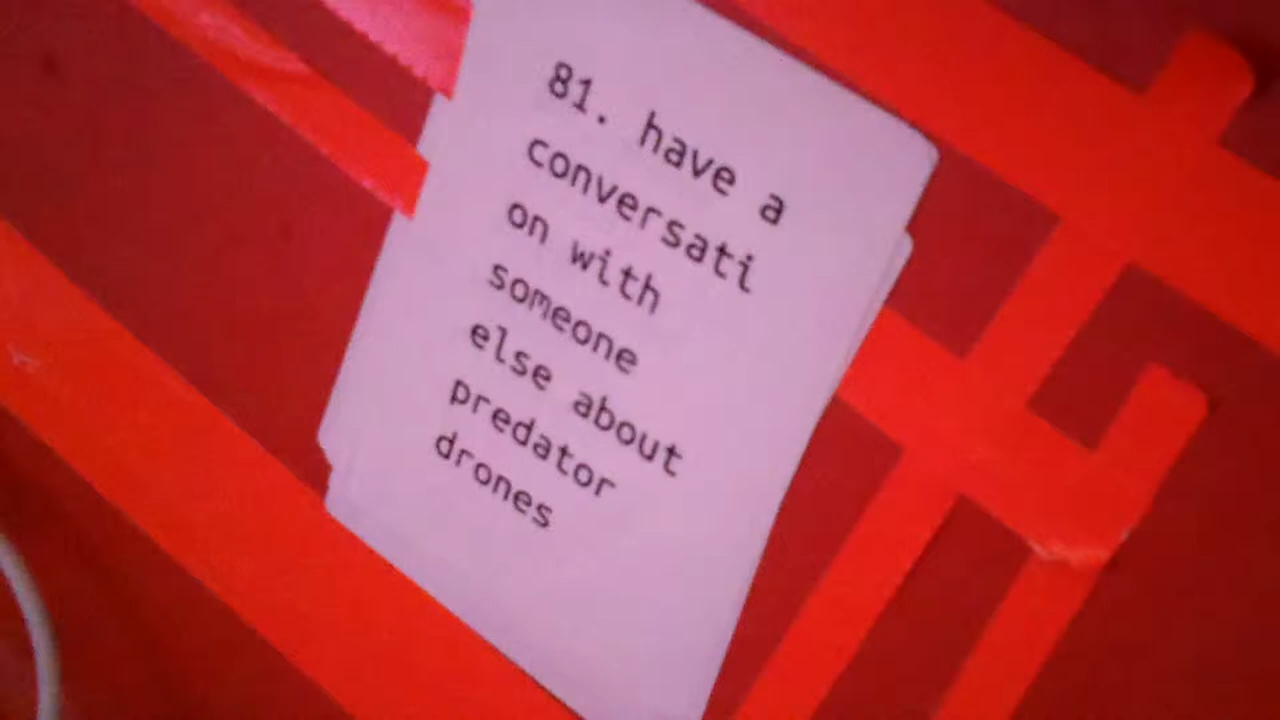 81. have a
conversati
on with
someone
else about
predator
drones